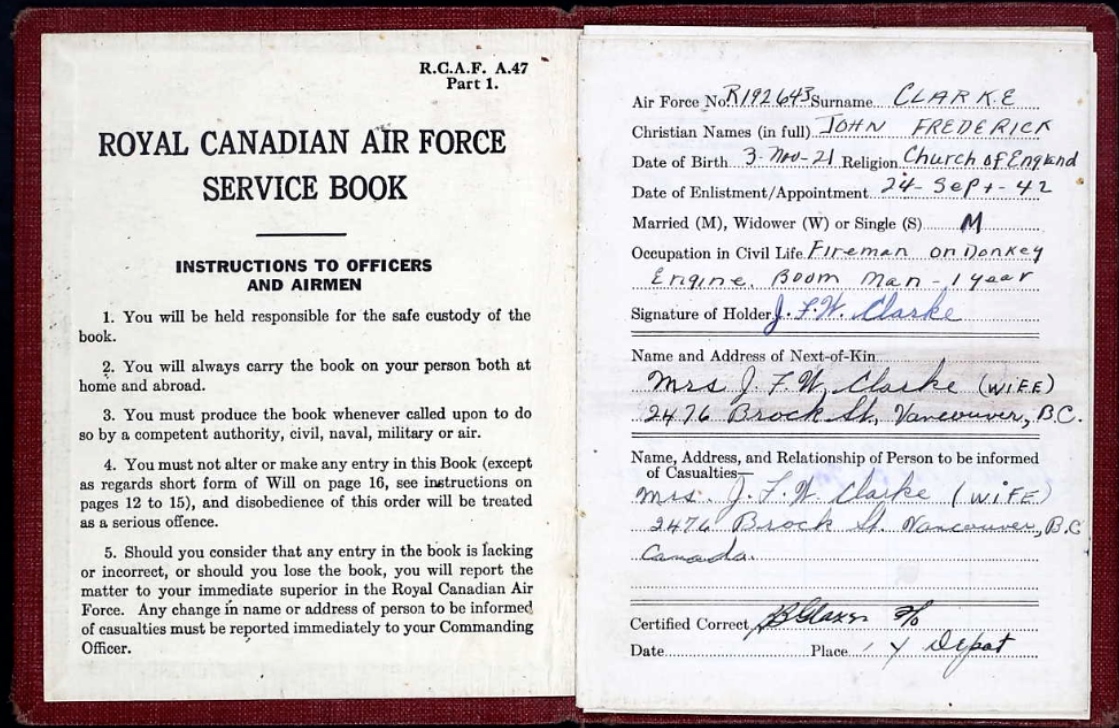 R.C.A.F. A.47
Part 1.
ROYAL CANADIAN AIR FORCE
SERVICE BOOK
INSTRUCTIONS TO OFFICERS
AND AIRMEN
1. You will be held responsible for the safe custody of the
book.
2. You will always carry the book on your person both at
home and abroad.
3. You must produce the book whenever called upon to do
so by a competent authority, civil, naval, military or air.
4. You must not alter or make any entry in this Book (except
as regards short form of Will on page 16, see instructions on
pages 12 to 15), and disobedience of this order will be treated
as a serious offence.
5. Should you consider that any entry in the book is lacking
or incorrect, or should you lose the book, you will report the
matter to your immediate superior in the Royal Canadian Air
Force. Any change in name or address of person to be informed
of casualties must be reported immediately to your Commanding
Officer.
Air Force No. R192643 Surname CLARKE
Christian Names (in full) JOHN FREDERICK
Date of Birth 3-Nov-21 Religion Church of England
Date of Enlistment/Appointment 24-Sept-42
Married (M), Widower (W) or Single (S) M
Occupation in Civil Life Fireman on Donkey
Engine. Boom Man - 1 year
Signature of Holder J.F.W. Clarke
Name and Address of Next-of-Kin
Mrs J. F. W. Clarke (WIFE)
2476 Brock St., Vancouver, B.C.
Name, Address, and Relationship of Person to be informed
of Casualties—
Mrs. J. F. W Clarke (WIFE)
2476 Brock St. Vancouver, B.C
Canada.
Certified Correct
Date Place Y Depot